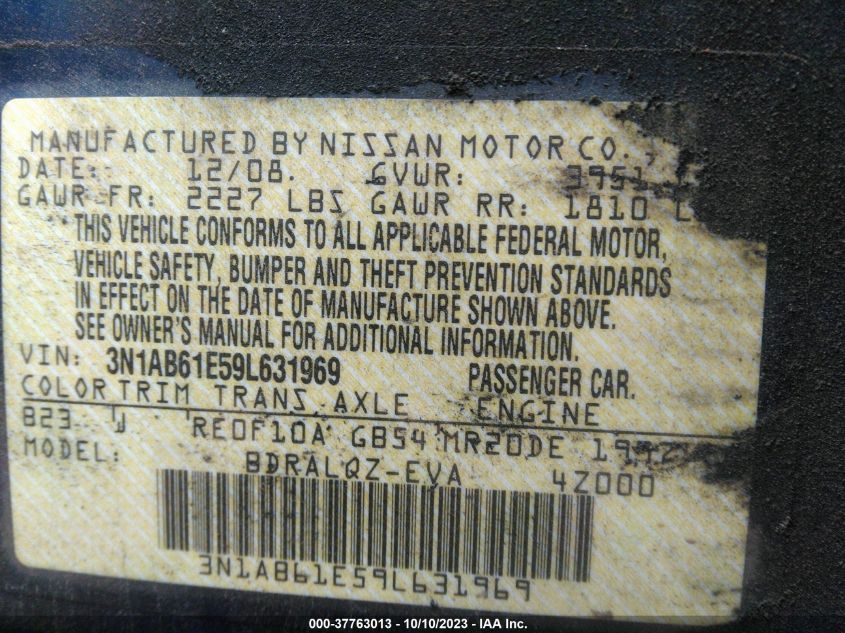 MANUFACTURED BY NISSAN MOTOR CO.,
DATE: 12/08. GVWR: 3951
GAWR FR: 2227 LBS GAWR RR: 1810 L
THIS VEHICLE CONFORMS TO ALL APPLICABLE FEDERAL MOTOR,
VEHICLE SAFETY, BUMPER AND THEFT PREVENTION STANDARDS
IN EFFECT ON THE DATE OF MANUFACTURE SHOWN ABOVE.
SEE OWNER'S MANUAL FOR ADDITIONAL INFORMATION.
VIN: 3N1AB61E59L631969 PASSENGER CAR.
COLOR TRIM TRANS AXLE ENGINE
B23 W RE0F10A GB54 MR20DE
MODEL: BDRALQZ-EVA 4Z000
3N1AB61E59L631969
000-37763013 - 10/10/2023 - IAA Inc.